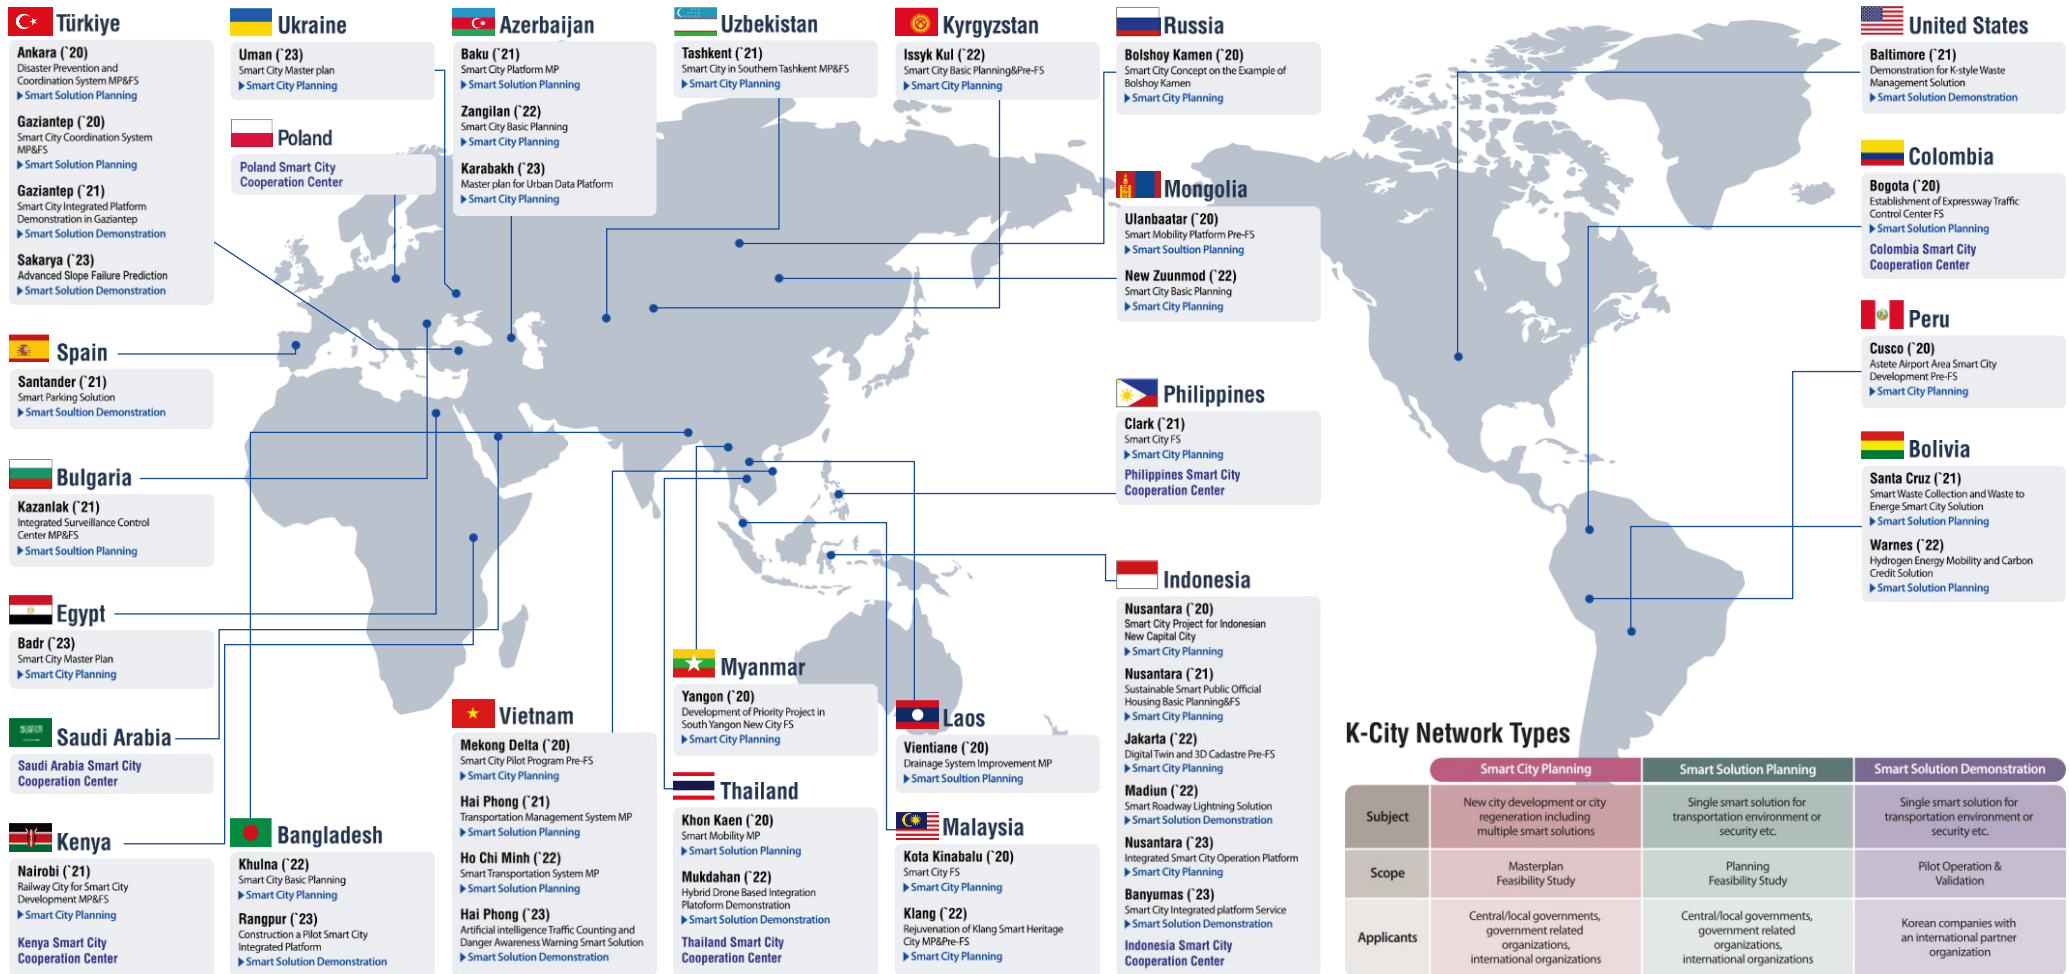 Türkiye
Ankara (`20)
Disaster Prevention and
Coordination System MP&FS
▶Smart Solution Planning
Gaziantep (`20)
Smart City Coordination System
MP&FS
▶Smart Solution Planning
Gaziantep (`21)
Smart City Integrated Platform
Demonstration in Gaziantep
▶Smart Solution Demonstration
Sakarya (`23)
Advanced Slope Failure Prediction
▶Smart Solution Demonstration
Spain
Santander (`21)
Smart Parking Solution
▶Smart Soultion Demonstration
Bulgaria
Kazanlak (`21)
Integrated Surveillance Control
Center MP&FS
▶Smart Soultion Planning
Egypt
Badr (`23)
Smart City Master Plan
▶Smart City Planning
Saudi Arabia
Saudi Arabia Smart City
Cooperation Center
Kenya
Nairobi (`21)
Railway City for Smart City
Development MP&FS
▶Smart City Planning
Kenya Smart City
Cooperation Center
Ukraine
Uman (`23)
Smart City Master plan
▶Smart City Planning
Poland
Poland Smart City
Cooperation Center
Bangladesh
Khulna (`22)
Smart City Basic Planning
▶Smart City Planning
Rangpur (`23)
Construction a Pilot Smart City
Integrated Platform
▶Smart Solution Demonstration
Azerbaijan
Baku (`21)
Smart City Platform MP
▶Smart Solution Planning
Zangilan (`22)
Smart City Basic Planning
▶Smart City Planning
Karabakh (`23)
Master plan for Urban Data Platform
▶Smart City Planning
Vietnam
Mekong Delta (`20)
Smart City Pilot Program Pre-FS
▶Smart City Planning
Hai Phong (`21)
Transportation Management System MP
▶Smart Solution Planning
Ho Chi Minh (`22)
Smart Transportation System MP
▶Smart Solution Planning
Hai Phong (`23)
Artificial intelligence Traffic Counting and
Danger Awareness Warning Smart Solution
▶Smart Solution Demonstration
Uzbekistan
Tashkent (`21)
Smart City in Southern Tashkent MP&FS
▶Smart City Planning
Myanmar
Yangon (`20)
Development of Priority Project in
South Yangon New City FS
▶Smart City Planning
Thailand
Khon Kaen (`20)
Smart Mobility MP
▶Smart Solution Planning
Mukdahan (`22)
Hybrid Drone Based Integration
Platoform Demonstration
▶Smart Solution Demonstration
Thailand Smart City
Cooperation Center
Kyrgyzstan
Issyk Kul (`22)
Smart City Basic Planning&Pre-FS
▶Smart City Planning
Laos
Vientiane (`20)
Drainage System Improvement MP
▶Smart Soultion Planning
Malaysia
Kota Kinabalu (`20)
Smart City FS
▶Smart City Planning
Klang (`22)
Rejuvenation of Klang Smart Heritage
City MP&Pre-FS
▶Smart City Planning
Russia
Bolshoy Kamen (`20)
Smart City Concept on the Example of
Bolshoy Kamen
▶Smart City Planning
Mongolia
Ulanbaatar (`20)
Smart Mobility Platform Pre-FS
▶Smart Soultion Planning
New Zuunmod (`22)
Smart City Basic Planning
▶Smart City Planning
Philippines
Clark (`21)
Smart City FS
▶Smart City Planning
Philippines Smart City
Cooperation Center
Indonesia
Nusantara (`20)
Smart City Project for Indonesian
New Capital City
▶Smart City Planning
Nusantara (`21)
Sustainable Smart Public Official
Housing Basic Planning&FS
▶Smart City Planning
Jakarta (`22)
Digital Twin and 3D Cadastre Pre-FS
▶Smart City Planning
Madiun (`22)
Smart Roadway Lightning Solution
▶Smart Solution Demonstration
Nusantara (`23)
Integrated Smart City Operation Platform
▶Smart City Planning
Banyumas (`23)
Smart City Integrated platform Service
▶Smart Solution Demonstration
Indonesia Smart City
Cooperation Center
United States
Baltimore (`21)
Demonstration for K-style Waste
Management Solution
▶Smart Solution Demonstration
Colombia
Bogota (`20)
Establishment of Expressway Traffic
Control Center FS
▶Smart Solution Planning
Colombia Smart City
Cooperation Center
Peru
Cusco (`20)
Astete Airport Area Smart City
Development Pre-FS
▶Smart City Planning
Bolivia
Santa Cruz (`21)
Smart Waste Collection and Waste to
Energe Smart City Solution
▶Smart Solution Planning
Warnes (`22)
Hydrogen Energy Mobility and Carbon
Credit Solution
▶Smart Solution Planning
K-City Network Types
Smart City Planning
Smart Solution Planning
Smart Solution Demonstration
Subject
New city development or city
regeneration including
multiple smart solutions
Single smart solution for
transportation environment or
security etc.
Single smart solution for
transportation environment or
security etc.
Scope
Masterplan
Feasibility Study
Planning
Feasibility Study
Pilot Operation &
Validation
Applicants
Central/local governments,
government related
organizations,
international organizations
Central/local governments,
government related
organizations,
international organizations
Korean companies with
an international partner
organization